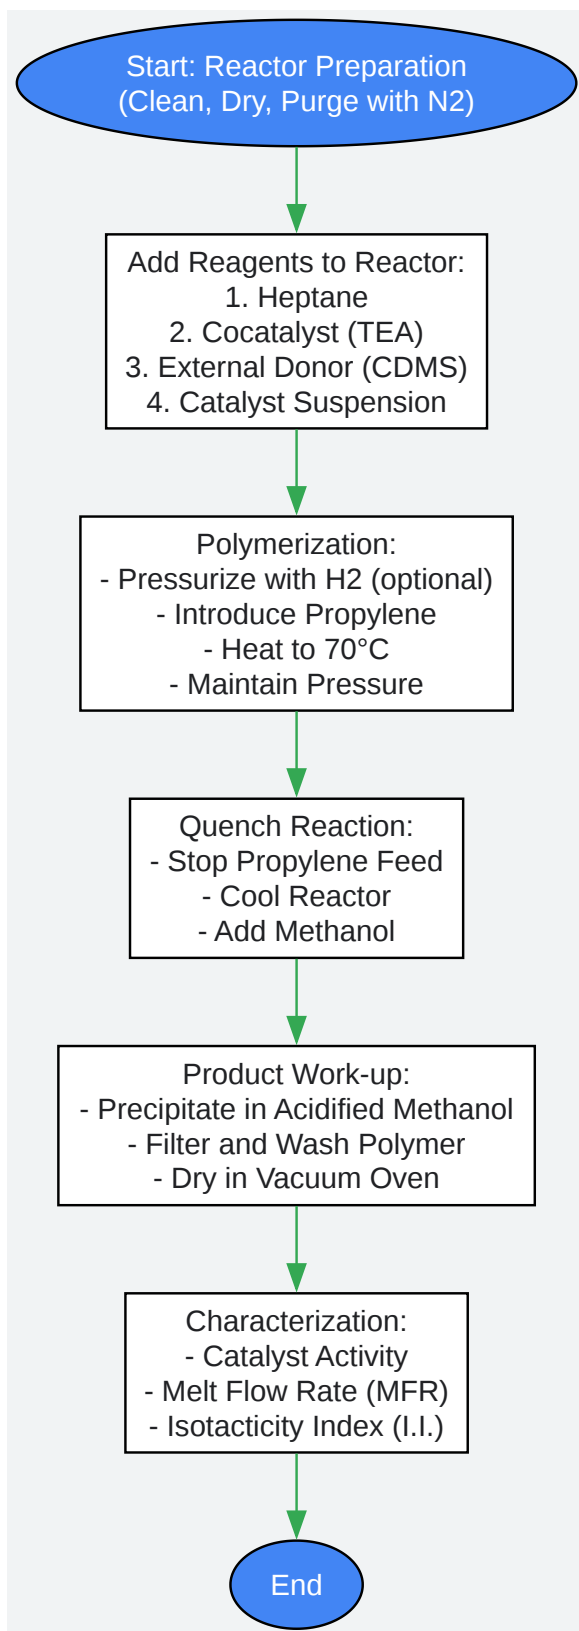 Start: Reactor Preparation
(Clean, Dry, Purge with N2)
Add Reagents to Reactor:
1. Heptane
2. Cocatalyst (TEA)
3. External Donor (CDMS)
4. Catalyst Suspension
Polymerization:
- Pressurize with H2 (optional)
- Introduce Propylene
- Heat to 70°C
- Maintain Pressure
Quench Reaction:
- Stop Propylene Feed
- Cool Reactor
- Add Methanol
Product Work-up:
- Precipitate in Acidified Methanol
- Filter and Wash Polymer
- Dry in Vacuum Oven
Characterization:
- Catalyst Activity
- Melt Flow Rate (MFR)
- Isotacticity Index (I.I.)
End